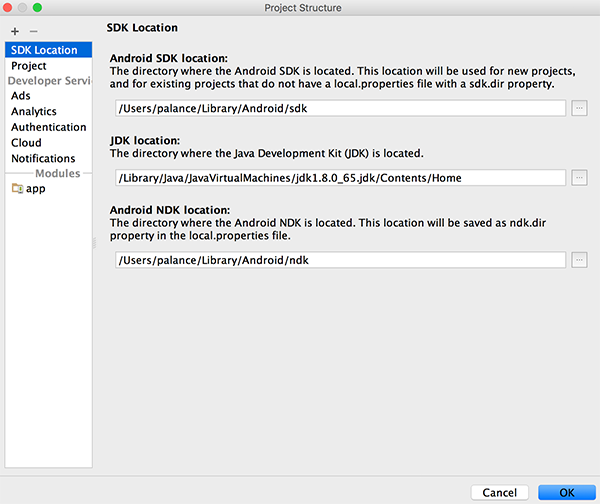 Project Structure
+ −
SDK Location
Project
Developer Servi
Ads
Analytics
Authentication
Cloud
Notifications
Modules
app
SDK Location
Android SDK location:
The directory where the Android SDK is located. This location will be used for new projects,
and for existing projects that do not have a local.properties file with a sdk.dir property.
/Users/palance/Library/Android/sdk
...
JDK location:
The directory where the Java Development Kit (JDK) is located.
/Library/Java/JavaVirtualMachines/jdk1.8.0_65.jdk/Contents/Home
...
Android NDK location:
The directory where the Android NDK is located. This location will be saved as ndk.dir
property in the local.properties file.
/Users/palance/Library/Android/ndk
...
Cancel
OK